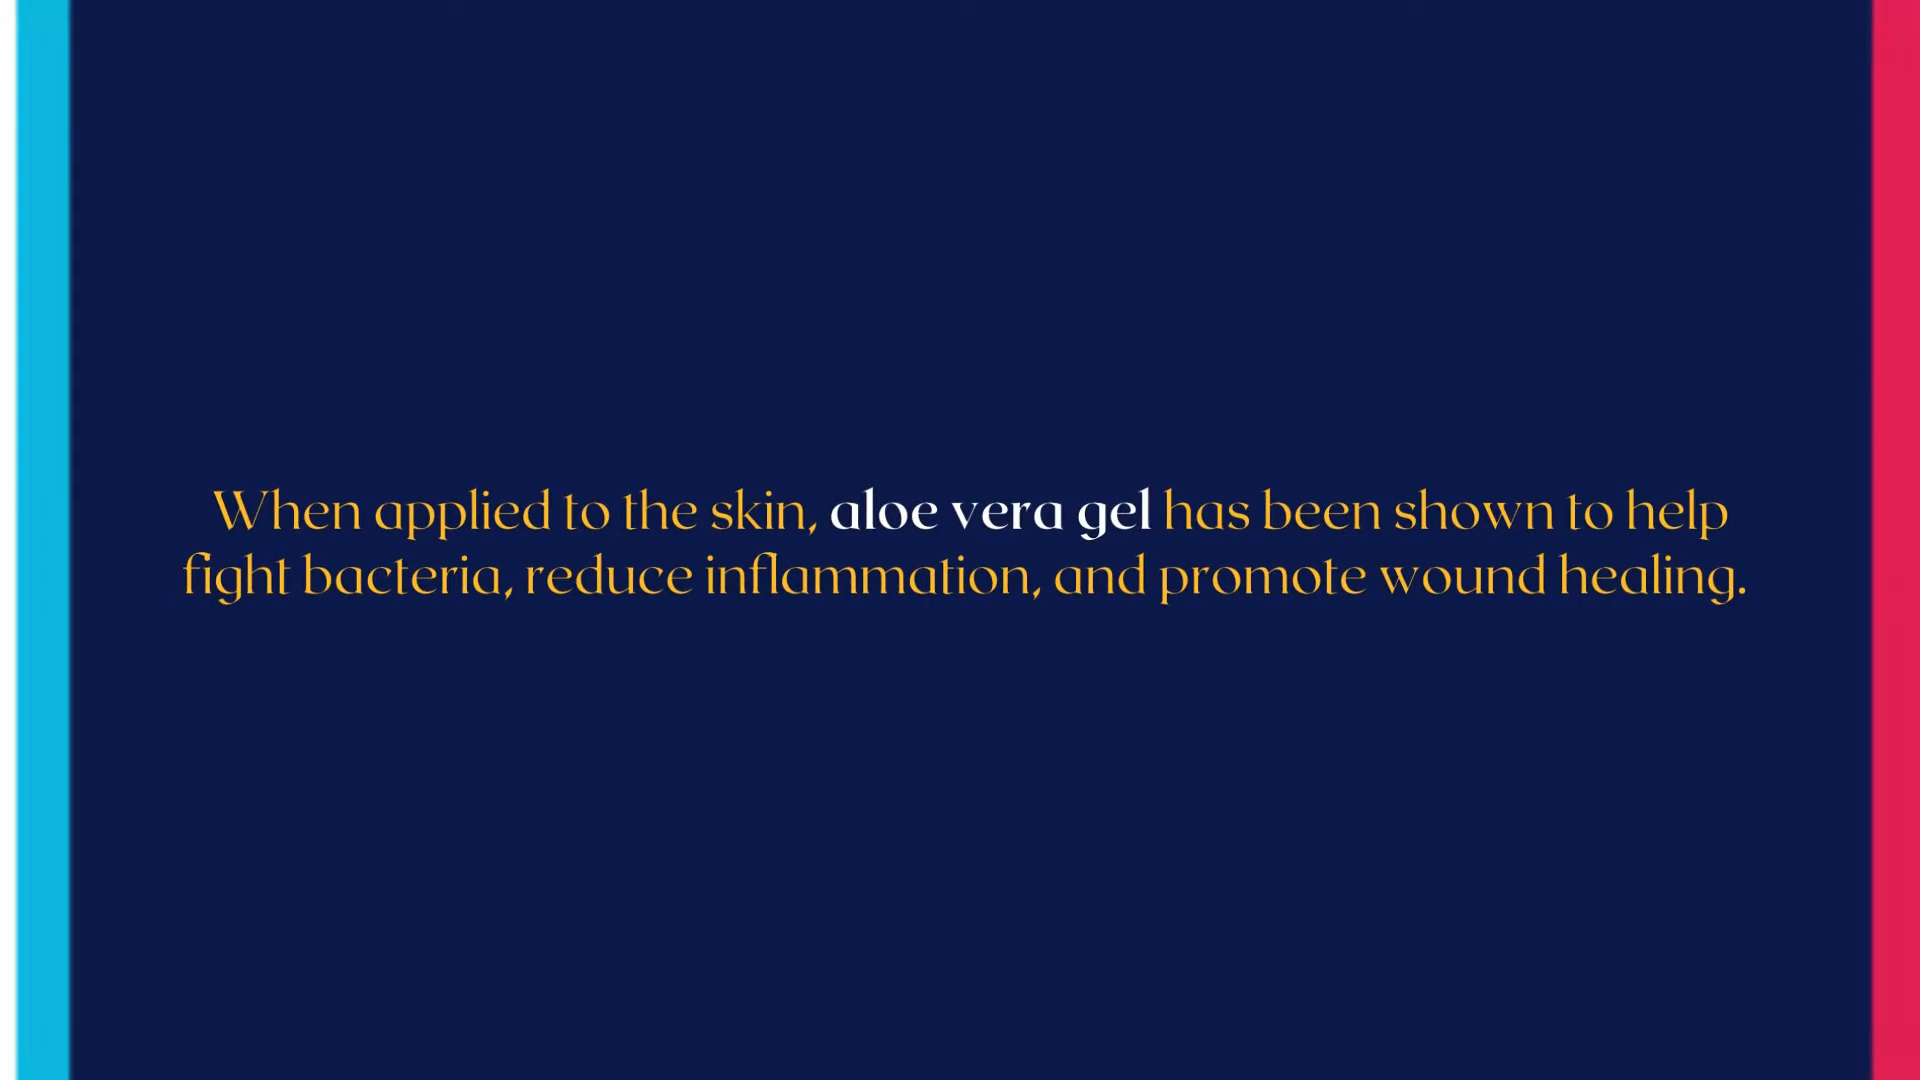 When applied to the skin, aloe vera gel has been shown to help
fight bacteria, reduce inflammation, and promote wound healing.